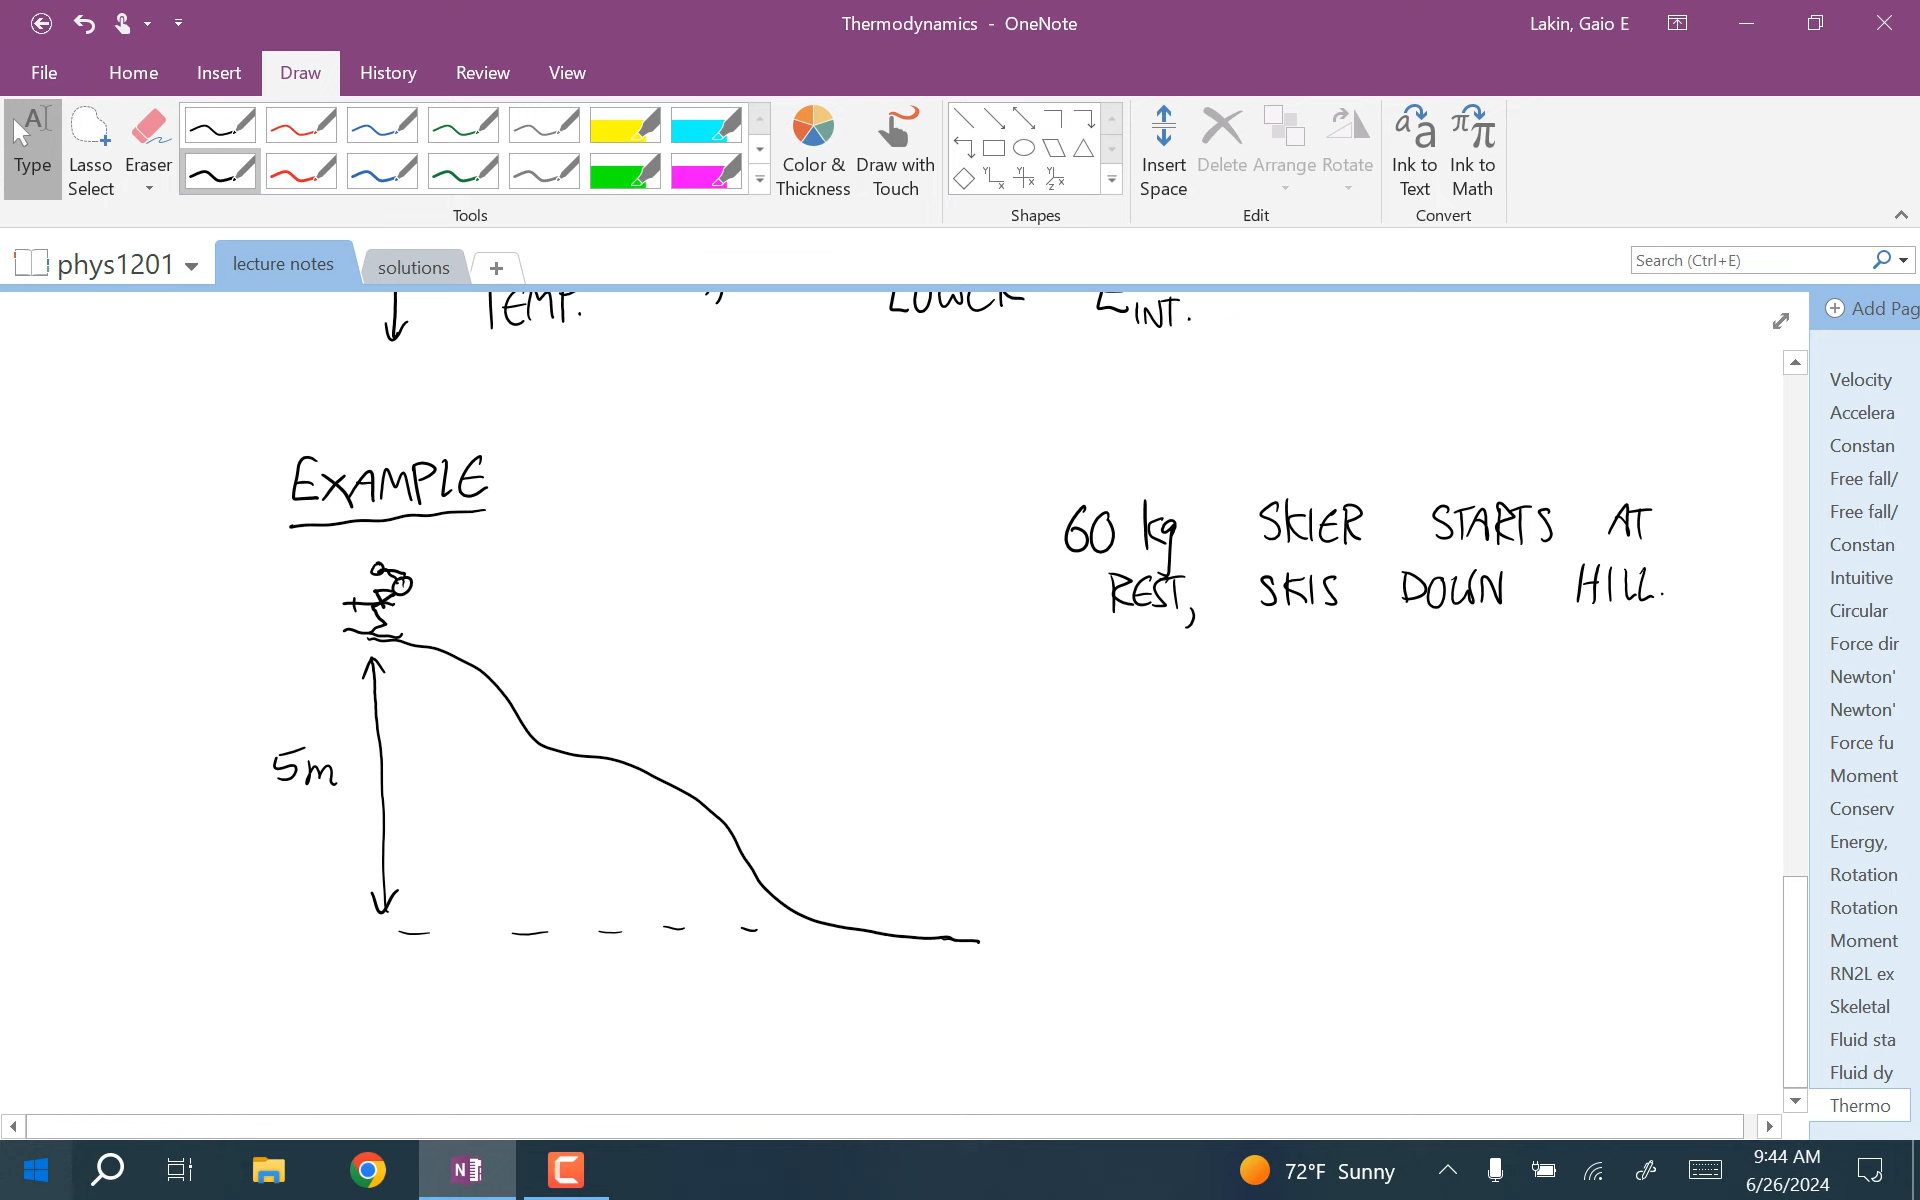 Thermodynamics - OneNote
Lakin, Gaio E
File Home Insert Draw History Review View
Type
Lasso Select
Eraser
Color & Thickness
Draw with Touch
Insert Space
Delete Arrange Rotate
Ink to Text
Ink to Math
Tools Shapes Edit Convert
phys1201
lecture notes
solutions
Search (Ctrl+E)
Add Pag
TEMP. , LOWER E INT.
EXAMPLE
60 kg SKIER STARTS AT
REST, SKIS DOWN HILL.
5m
Velocity
Accelera
Constan
Free fall/
Free fall/
Constan
Intuitive
Circular
Force dir
Newton'
Newton'
Force fu
Moment
Conserv
Energy,
Rotation
Rotation
Moment
RN2L ex
Skeletal
Fluid sta
Fluid dy
Thermo
72°F Sunny
9:44 AM
6/26/2024